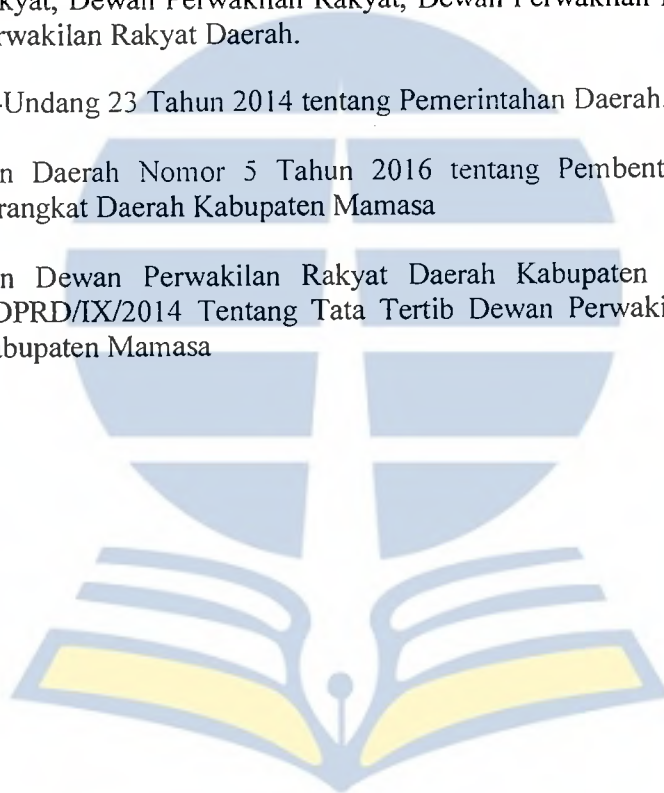 kyat, Dewan Perwakilan Rakyat, Dewan Perwakilan
rwakilan Rakyat Daerah.
-Undang 23 Tahun 2014 tentang Pemerintahan Daerah.
n Daerah Nomor 5 Tahun 2016 tentang Pembent
rangkat Daerah Kabupaten Mamasa
n Dewan Perwakilan Rakyat Daerah Kabupaten
DPRD/IX/2014 Tentang Tata Tertib Dewan Perwaki
abupaten Mamasa